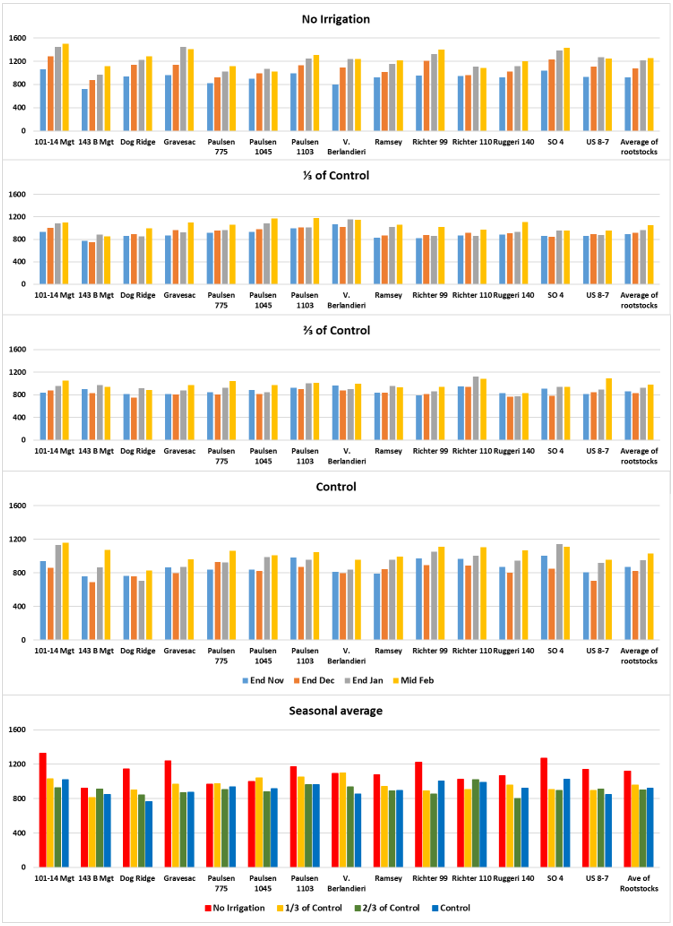 No Irrigation
1600
1200
800
400
0
101-14 Mgt 143 B Mgt Dog Ridge Gravesac Paulsen 775 Paulsen 1045 Paulsen 1103 V. Berlandieri Ramsey Richter 99 Richter 110 Ruggeri 140 SO 4 US 8-7 Average of rootstocks
⅓ of Control
1600
1200
800
400
0
101-14 Mgt 143 B Mgt Dog Ridge Gravesac Paulsen 775 Paulsen 1045 Paulsen 1103 V. Berlandieri Ramsey Richter 99 Richter 110 Ruggeri 140 SO 4 US 8-7 Average of rootstocks
⅔ of Control
1600
1200
800
400
0
101-14 Mgt 143 B Mgt Dog Ridge Gravesac Paulsen 775 Paulsen 1045 Paulsen 1103 V. Berlandieri Ramsey Richter 99 Richter 110 Ruggeri 140 SO 4 US 8-7 Average of rootstocks
Control
1600
1200
800
400
0
101-14 Mgt 143 B Mgt Dog Ridge Gravesac Paulsen 775 Paulsen 1045 Paulsen 1103 V. Berlandieri Ramsey Richter 99 Richter 110 Ruggeri 140 SO 4 US 8-7 Average of rootstocks
End Nov End Dec End Jan Mid Feb
Seasonal average
1600
1200
800
400
0
101-14 Mgt 143 B Mgt Dog Ridge Gravesac Paulsen 775 Paulsen 1045 Paulsen 1103 V. Berlandieri Ramsey Richter 99 Richter 110 Ruggeri 140 SO 4 US 8-7 Ave of Rootstocks
No Irrigation 1/3 of Control 2/3 of Control Control